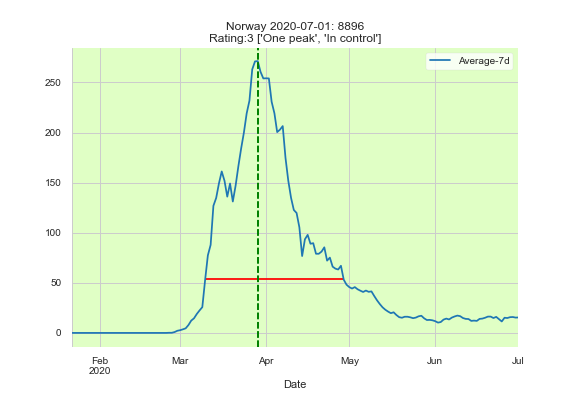 Norway 2020-07-01: 8896
Rating:3 ['One peak', 'In control']
Average-7d
250
200
150
100
50
0
Feb
2020
Mar
Apr
May
Jun
Jul
Date